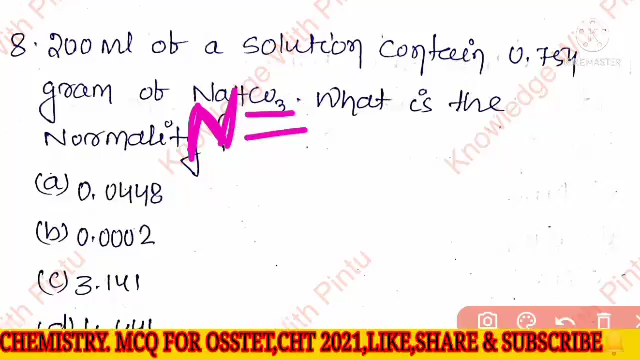 8. 200 ml of a solution contain 0.754
gram of NaHCO3. What is the
Normality ?
N =
(a) 0.0448
(b) 0.0002
(c) 3.141
CHEMISTRY. MCQ FOR OSSTET,CHT 2021,LIKE,SHARE & SUBSCRIBE